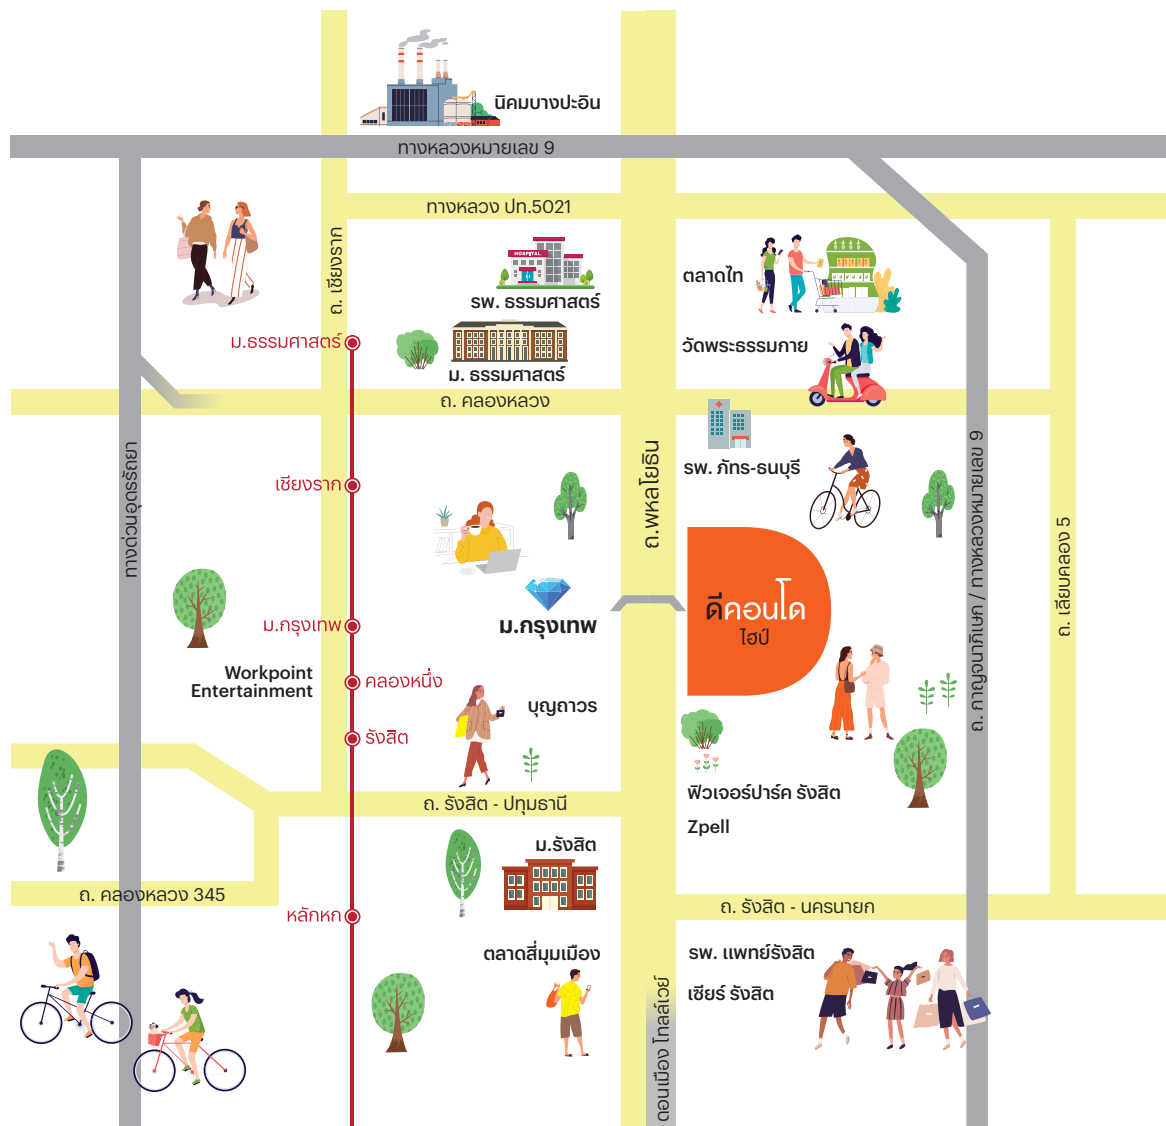 นิคมบางปะอิน
ทางหลวงหมายเลข 9
ทางหลวง ปท.5021
ถ. เชียงราก
HOSPITAL
รพ. ธรรมศาสตร์
ตลาดไท
ม.ธรรมศาสตร์
ม. ธรรมศาสตร์
วัดพระธรรมกาย
ถ. คลองหลวง
ทางด่วนอุดรรัถยา
ถ.พหลโยธิน
รพ. ภัทร-ธนบุรี
ถ. กาญจนาภิเษก / ทางหลวงหมายเลข 9
ถ. เลียบคลอง 5
เชียงราก
ม.กรุงเทพ
ม.กรุงเทพ
ดีคอนโด
ไฮป์
Workpoint
Entertainment
คลองหนึ่ง
บุญถาวร
รังสิต
ถ. รังสิต - ปทุมธานี
ฟิวเจอร์ปาร์ค รังสิต
Zpell
ม.รังสิต
ถ. คลองหลวง 345
หลักหก
ถ. รังสิต - นครนายก
ตลาดสี่มุมเมือง
รพ. แพทย์รังสิต
เซียร์ รังสิต
ดอนเมือง โทลล์เวย์